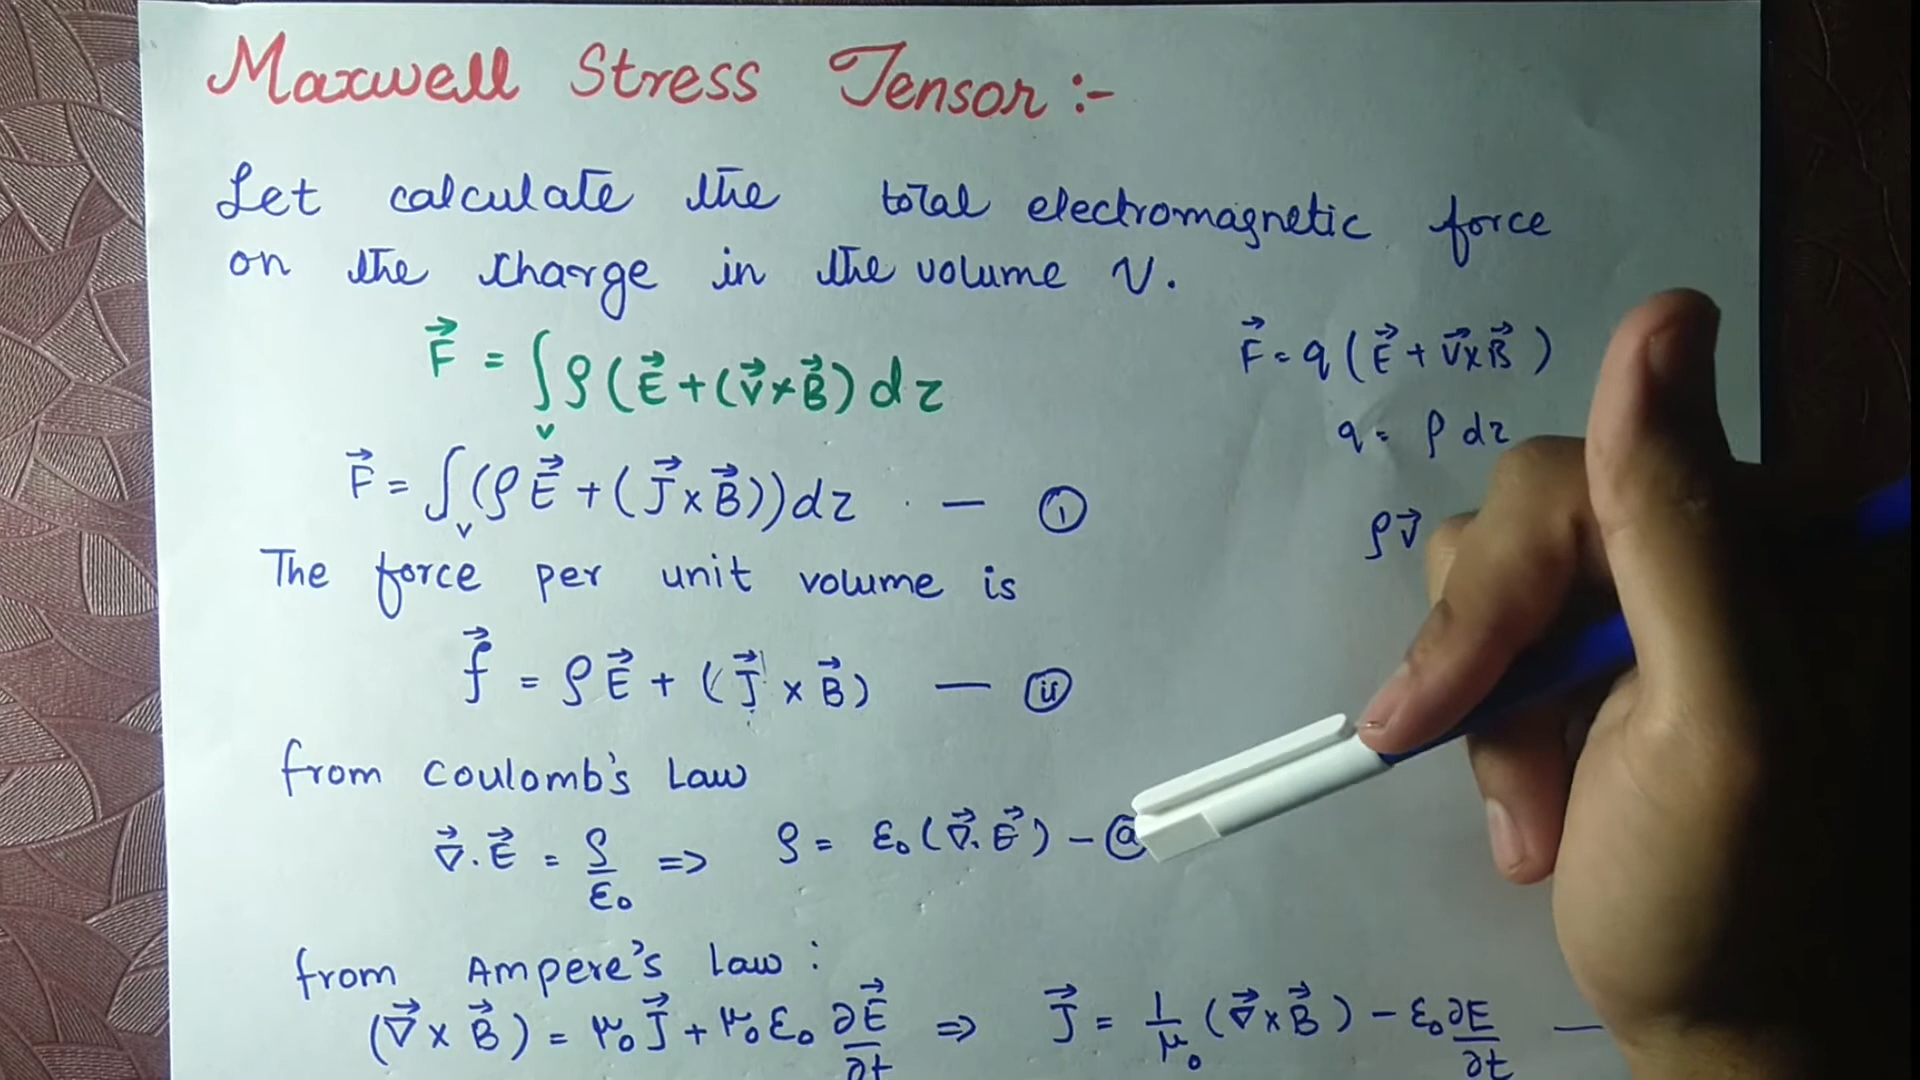 Maxwell Stress Tensor :-
Let calculate the total electromagnetic force
on the charge in the volume V.
F⃗ = ∫ᵥ ρ(E⃗ + (v⃗ × B⃗) dτ
F⃗ = q (E⃗ + v⃗ × B⃗)
q = ρ dτ
F⃗ = ∫ᵥ (ρE⃗ + (J⃗ × B⃗)) dτ — (i)
ρv⃗
The force per unit volume is
f⃗ = ρE⃗ + (J⃗ × B⃗) — (ii)
from Coulomb's Law
∇⃗.E⃗ = ρ/ε₀ => ρ = ε₀(∇⃗.E⃗) - (a)
from Ampere's Law :
(∇⃗ × B⃗) = μ₀J⃗ + μ₀ε₀ ∂E⃗/∂t => J⃗ = 1/μ₀ (∇⃗ × B⃗) - ε₀ ∂E/∂t —